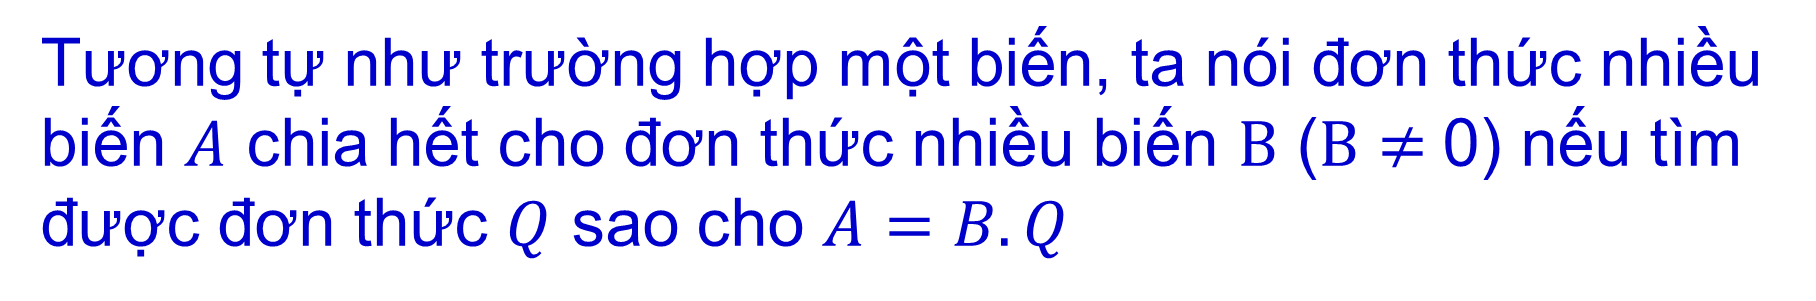 Tương tự như trường hợp một biến, ta nói đơn thức nhiều
biến A chia hết cho đơn thức nhiều biến B (B ≠ 0) nếu tìm
được đơn thức Q sao cho A = B. Q